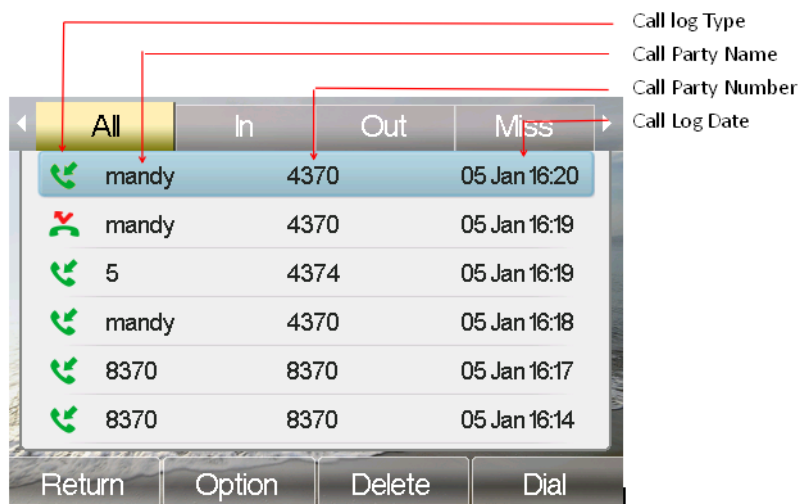 Call log Type
Call Party Name
Call Party Number
Call Log Date
All In Out Miss
mandy 4370 05 Jan 16:20
mandy 4370 05 Jan 16:19
5 4374 05 Jan 16:19
mandy 4370 05 Jan 16:18
8370 8370 05 Jan 16:17
8370 8370 05 Jan 16:14
Return Option Delete Dial